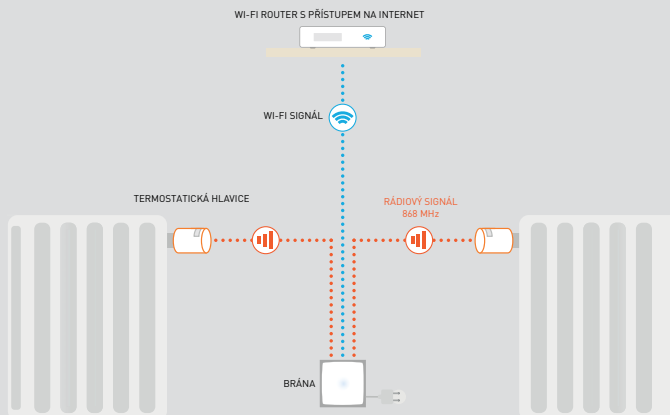 WI-FI ROUTER S PŘÍSTUPEM NA INTERNET
WI-FI SIGNÁL
TERMOSTATICKÁ HLAVICE
RÁDIOVÝ SIGNÁL
868 MHz
BRÁNA